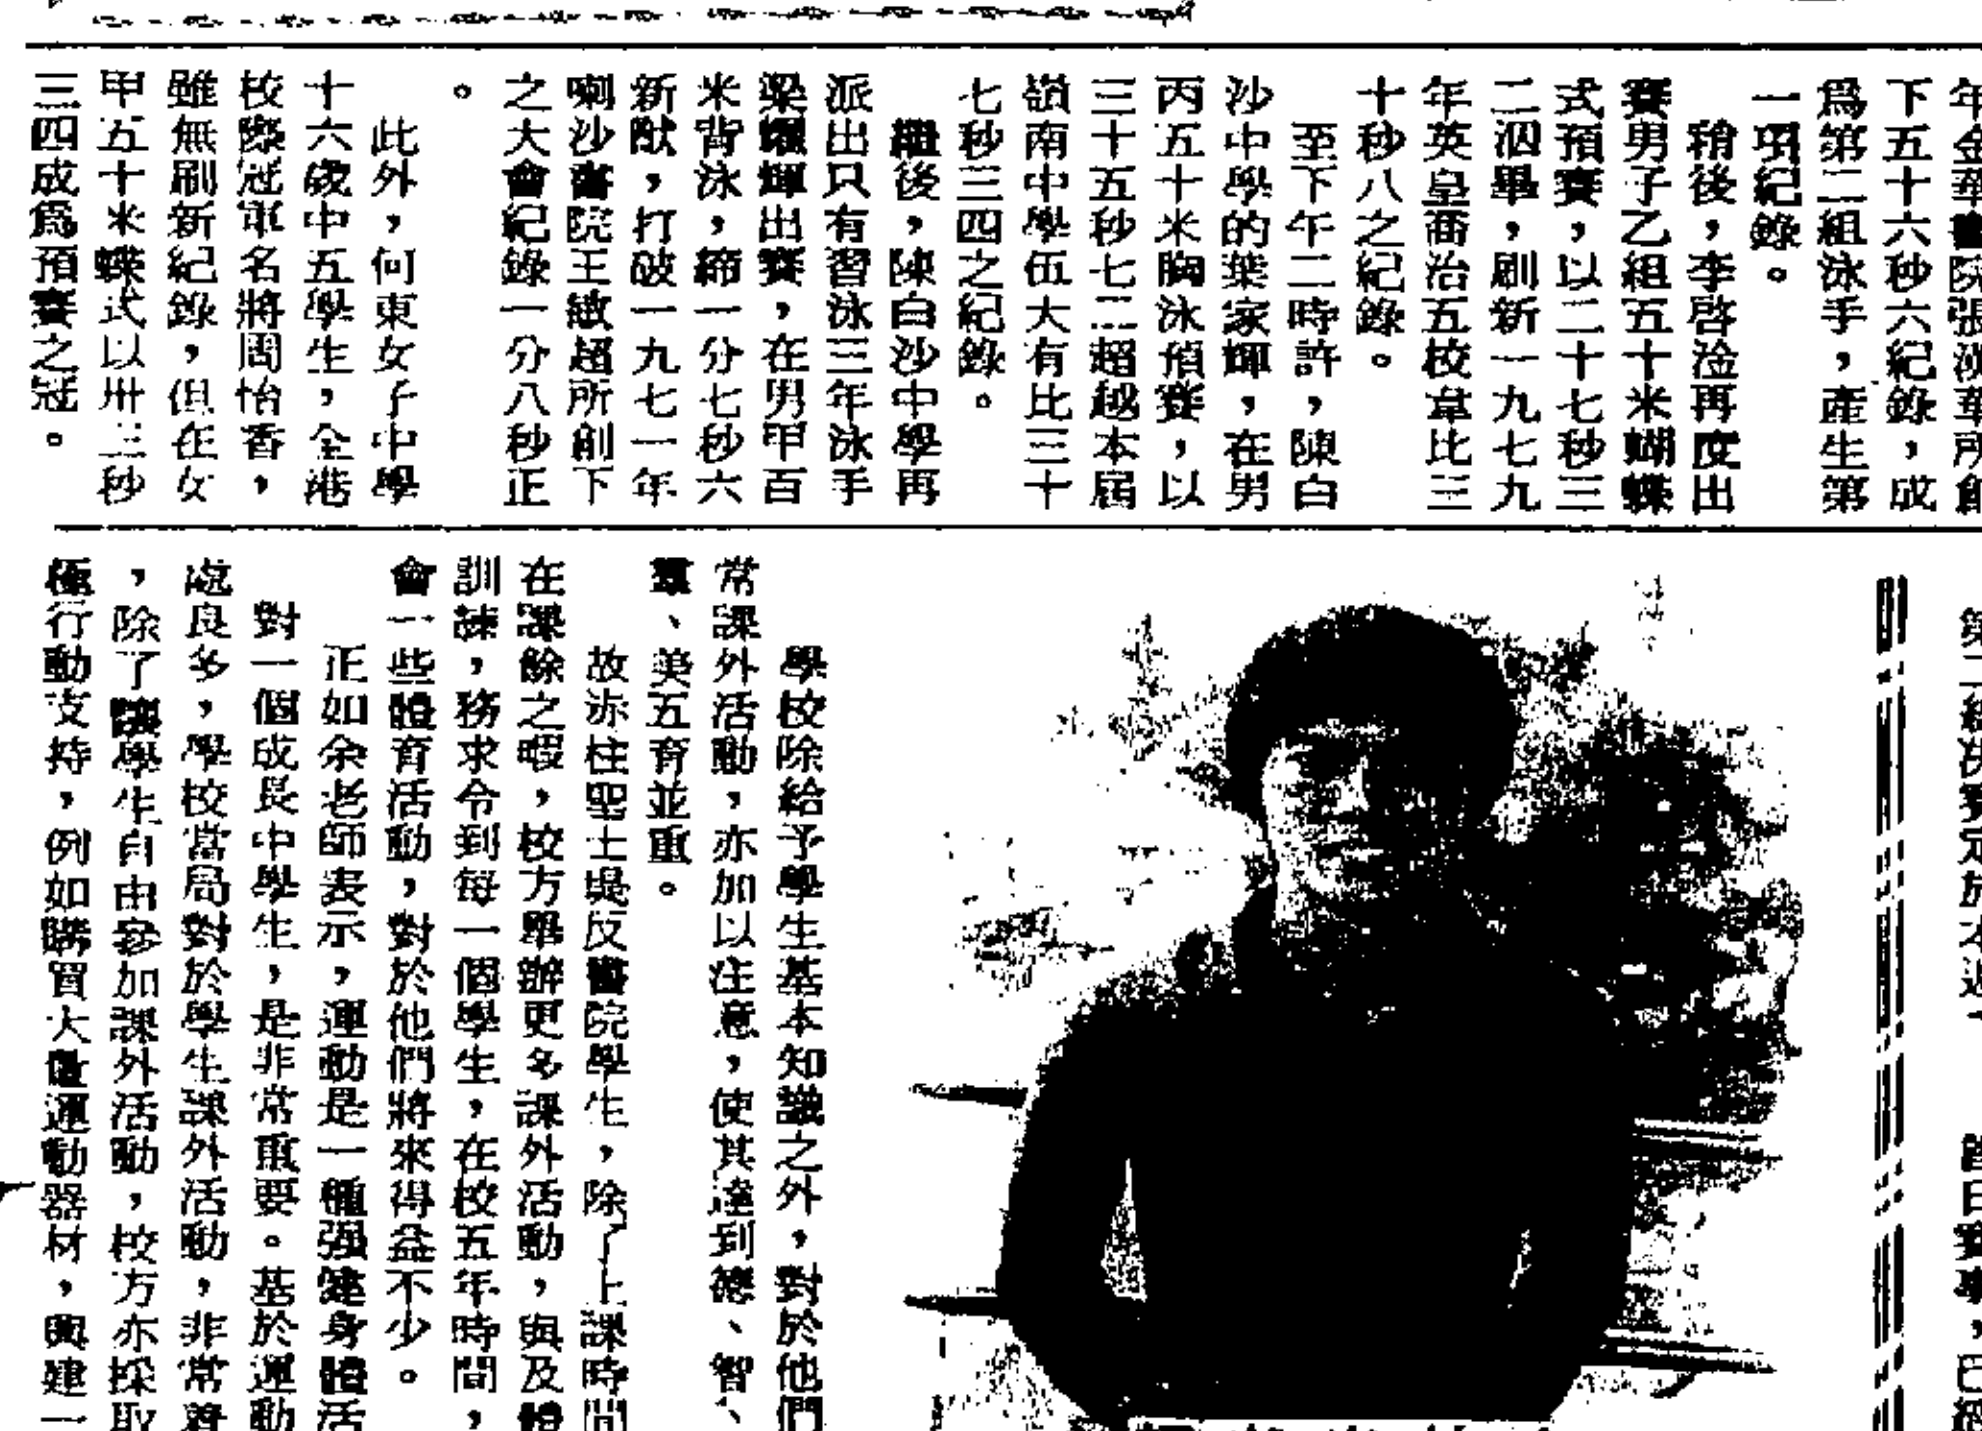 下五十六秒六紀錄，成
爲第二組泳手，產生第
一項紀錄。
稍後，李啓淦再度出
賽男子乙組五十米蝴蝶
式預賽，以二十七秒三
二泅畢，刷新一九七九
年英皇喬治五校韋比三
十秒八之紀錄。
至下午二時許，陳白
沙中學的葉家輝，在男
丙五十米胸泳預賽，以
三十五秒七二超越本屆
嶺南中學伍大有比三十
七秒三四之紀錄。
繼後，陳白沙中學再
派出只有習泳三年泳手
梁耀輝出賽，在男甲百
米背泳，締一分七秒六
新猷，打破一九七一年
喇沙書院王敏超所創下
之大會紀錄一分八秒正
。
此外，何東女子中學
十六歲中五學生，全港
校際冠軍名將周怡香，
雖無刷新紀錄，但在女
甲五十米蝶式以卅三秒
三四成爲預賽之冠。
學校除給予學生基本知識之外，對於他們
常課外活動，亦加以注意，使其達到德、智、
羣、美五育並重。
故赤柱聖士提反書院學生，除了上課時間
在課餘之暇，校方舉辦更多課外活動，與及體
訓練，務求令到每一個學生，在校五年時間，
會一些體育活動，對於他們將來得益不少。
正如余老師表示，運動是一種强健身體活
對一個成長中學生，是非常重要。基於運動
處良多，學校當局對於學生課外活動，非常
，除了讓學生自由參加課外活動，校方亦採取
極行動支持，例如購買大量運動器材，興建一